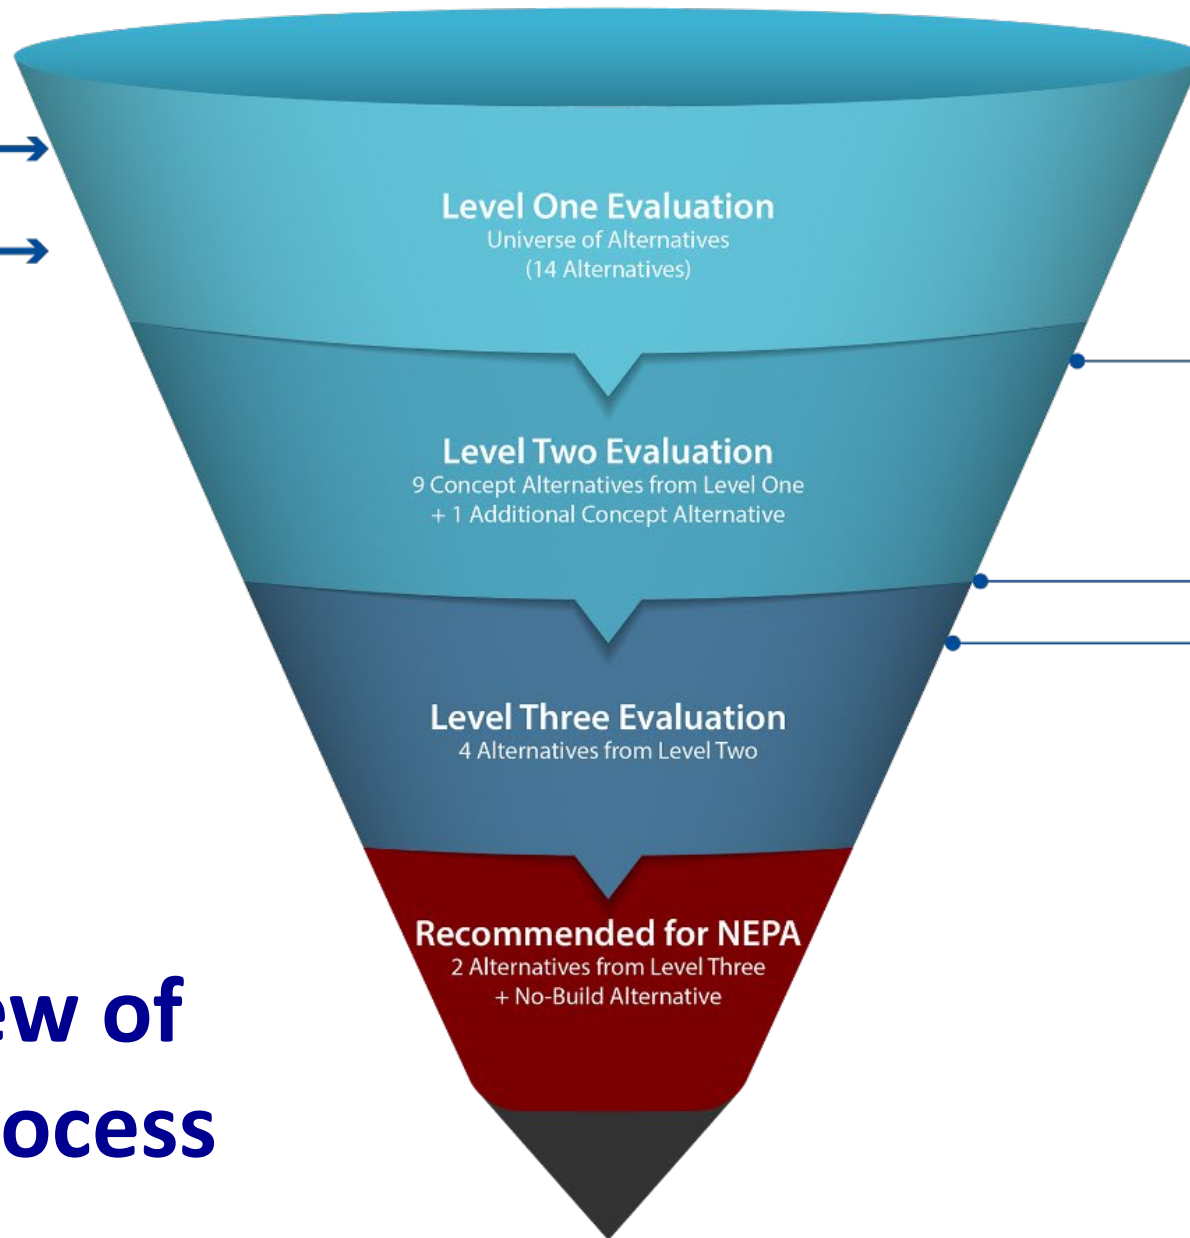 Level One Evaluation
Universe of Alternatives
(14 Alternatives)
Level Two Evaluation
9 Concept Alternatives from Level One
+ 1 Additional Concept Alternative
Level Three Evaluation
4 Alternatives from Level Two
Recommended for NEPA
2 Alternatives from Level Three
+ No-Build Alternative
ew of
ocess